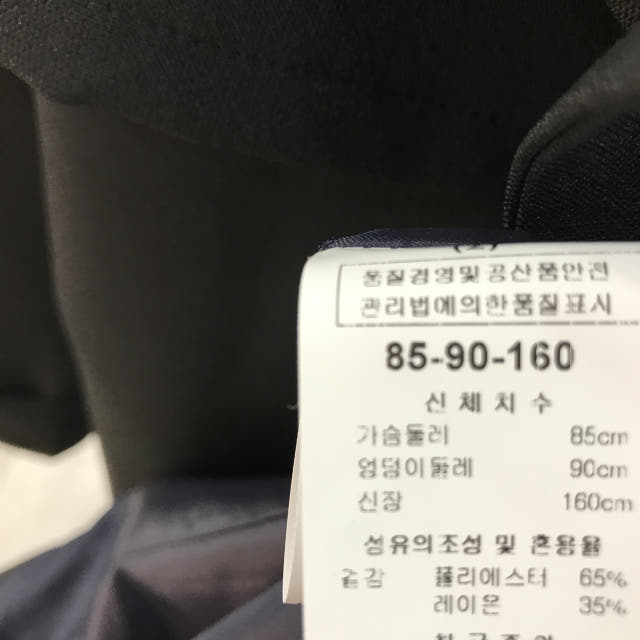 (2)
품질경영및공산품안전
관리법에의한품질표시
85-90-160
신체치수
가슴둘레 85cm
엉덩이둘레 90cm
신장 160cm
섬유의조성 및 혼용율
겉감 폴리에스터 65%
레이온 35%